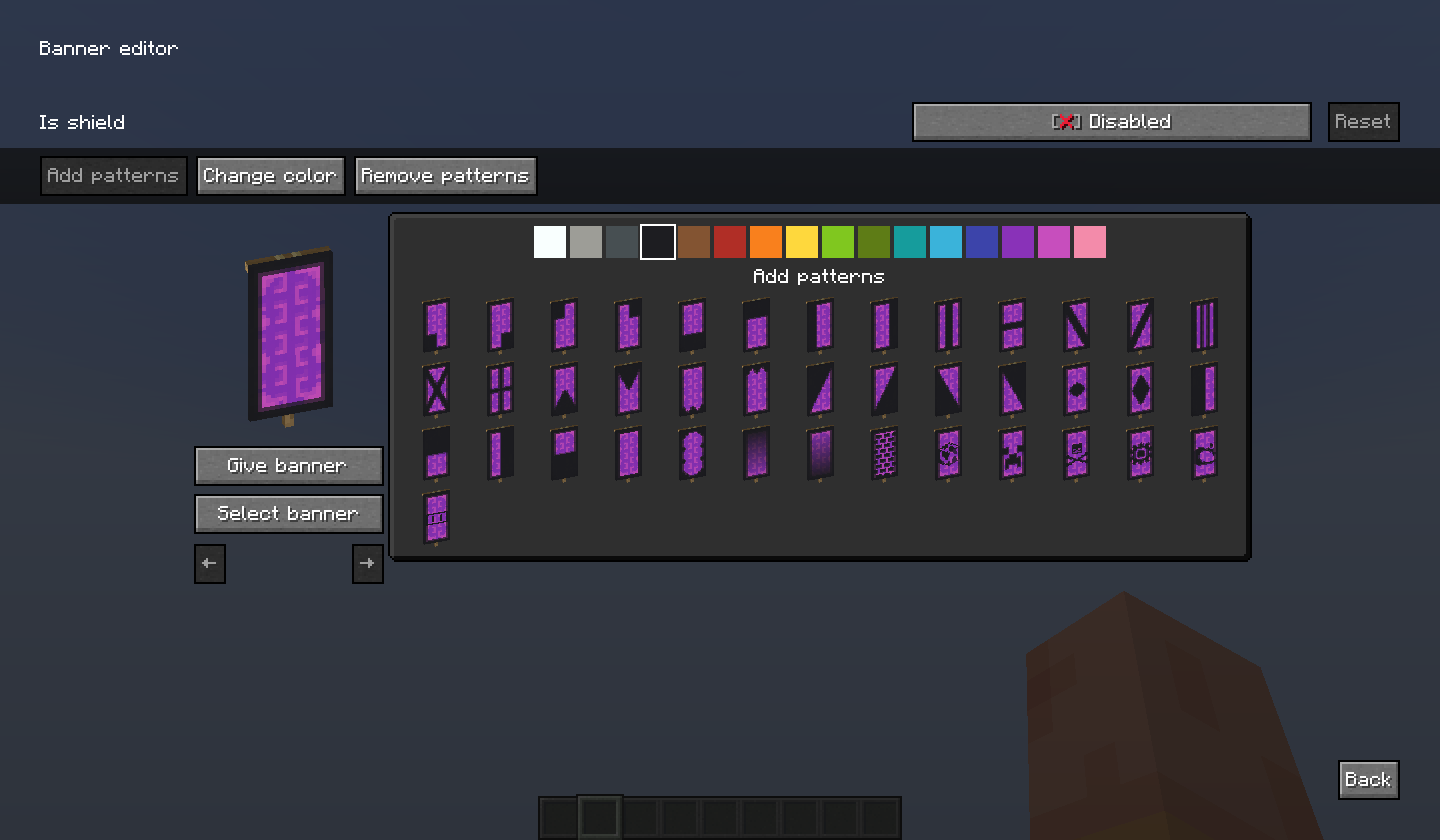 Banner editor
Is shield
[❌] Disabled
Reset
Add patterns
Change color
Remove patterns
Add patterns
Give banner
Select banner
← →
Back